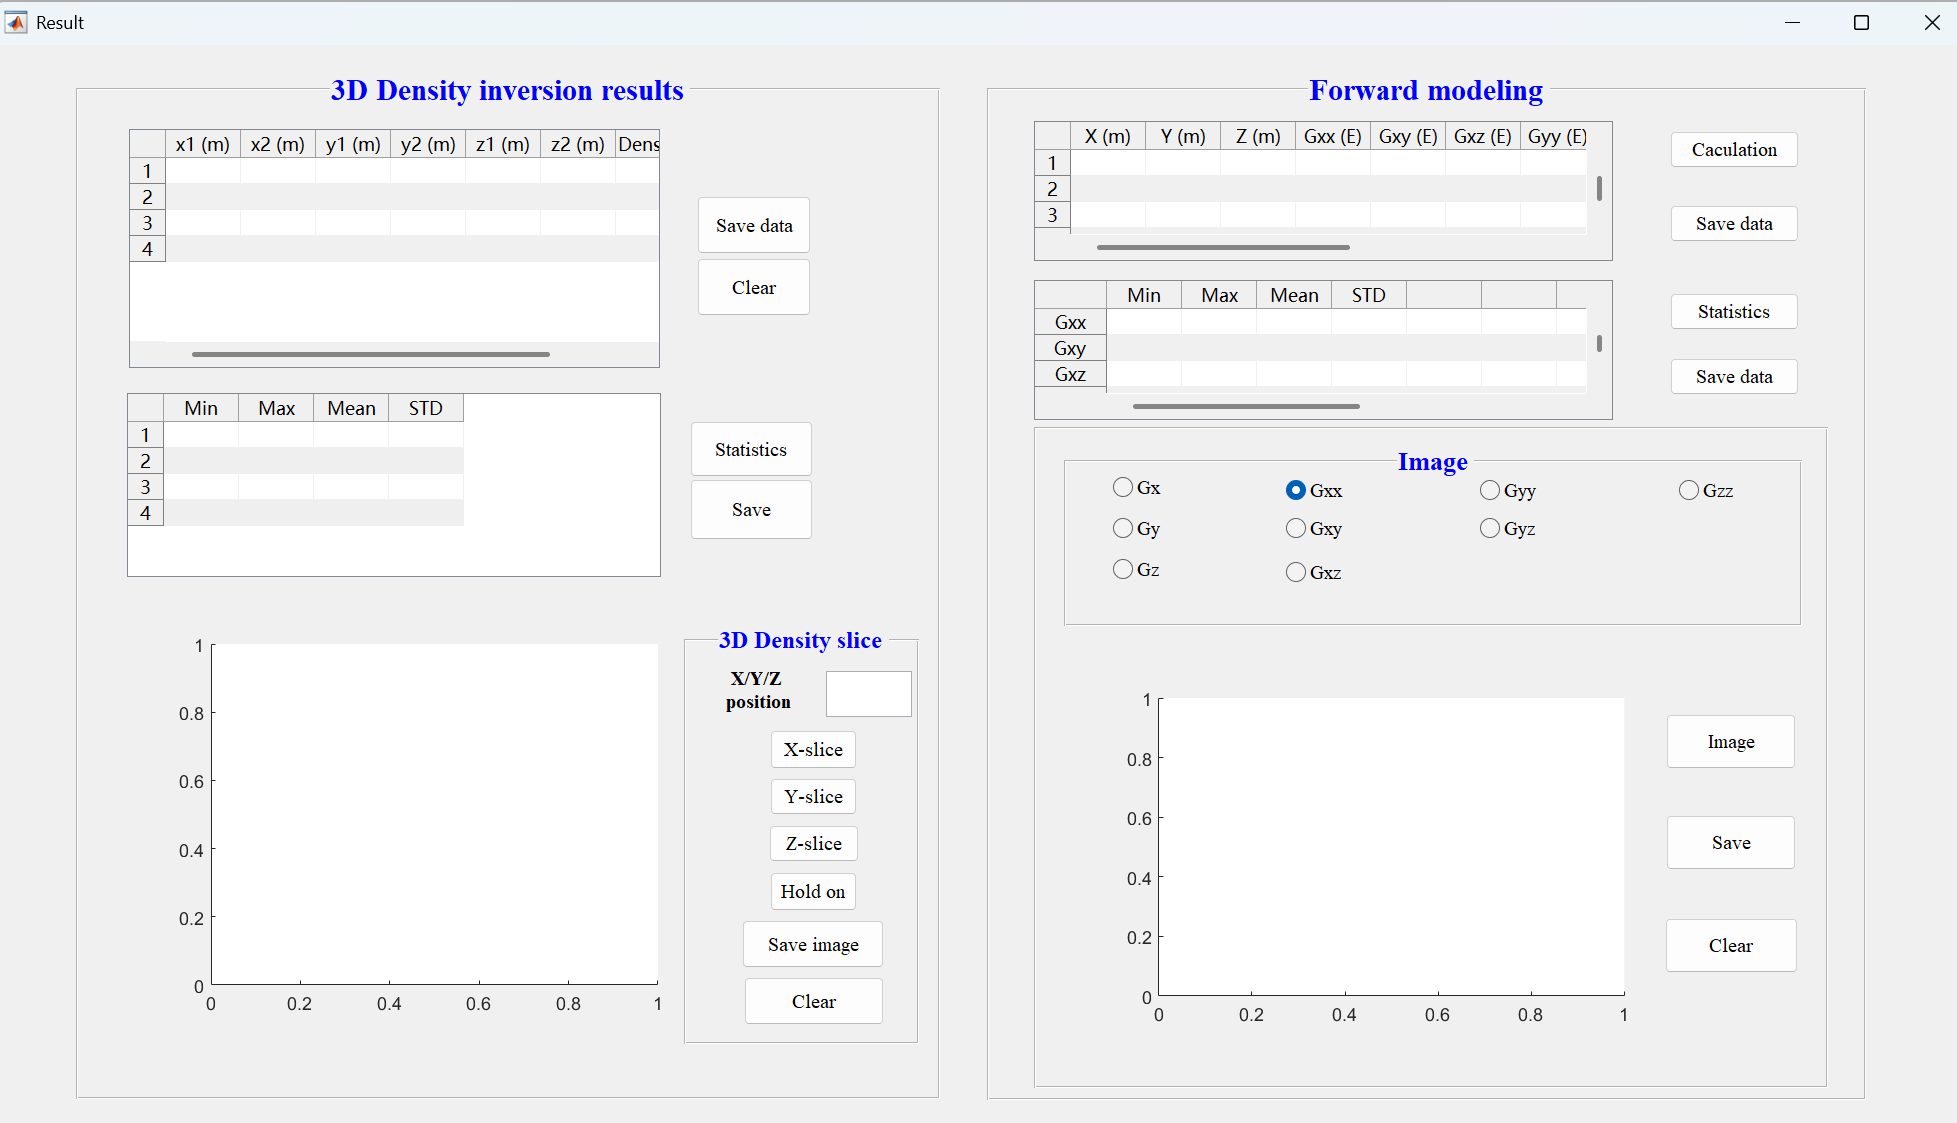 Result
3D Density inversion results
x1 (m) x2 (m) y1 (m) y2 (m) z1 (m) z2 (m) Dens
1
2
3
4
Save data
Clear
Min Max Mean STD
1
2
3
4
Statistics
Save
1
0.8
0.6
0.4
0.2
0
0 0.2 0.4 0.6 0.8 1
3D Density slice
X/Y/Z
position
X-slice
Y-slice
Z-slice
Hold on
Save image
Clear
Forward modeling
X (m) Y (m) Z (m) Gxx (E) Gxy (E) Gxz (E) Gyy (E)
1
2
3
Caculation
Save data
Min Max Mean STD
Gxx
Gxy
Gxz
Statistics
Save data
Image
Gx Gxx Gyy Gzz
Gy Gxy Gyz
Gz Gxz
1
0.8
0.6
0.4
0.2
0
0 0.2 0.4 0.6 0.8 1
Image
Save
Clear